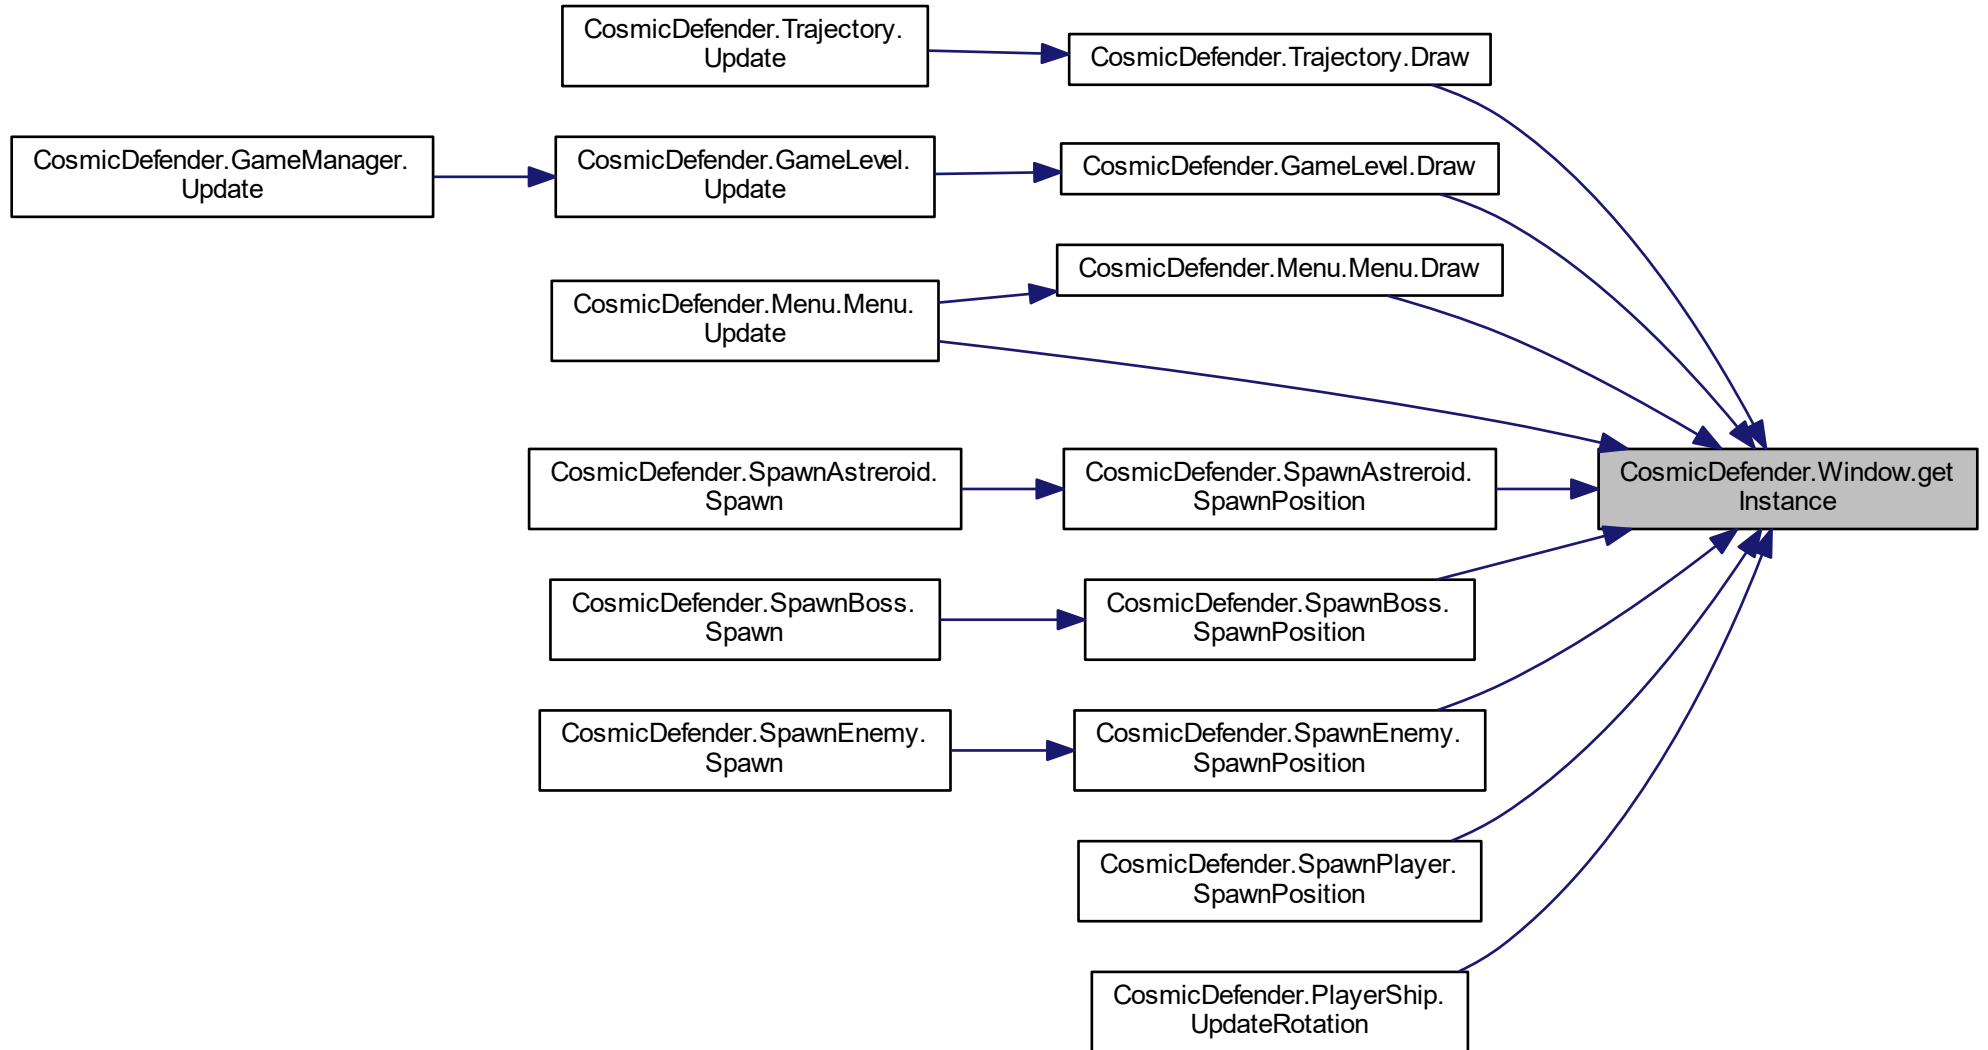 CosmicDefender.Trajectory.
Update
CosmicDefender.Trajectory.Draw
CosmicDefender.GameManager.
Update
CosmicDefender.GameLevel.
Update
CosmicDefender.GameLevel.Draw
CosmicDefender.Menu.Menu.
Update
CosmicDefender.Menu.Menu.Draw
CosmicDefender.SpawnAstreroid.
Spawn
CosmicDefender.SpawnAstreroid.
SpawnPosition
CosmicDefender.Window.get
Instance
CosmicDefender.SpawnBoss.
Spawn
CosmicDefender.SpawnBoss.
SpawnPosition
CosmicDefender.SpawnEnemy.
Spawn
CosmicDefender.SpawnEnemy.
SpawnPosition
CosmicDefender.SpawnPlayer.
SpawnPosition
CosmicDefender.PlayerShip.
UpdateRotation